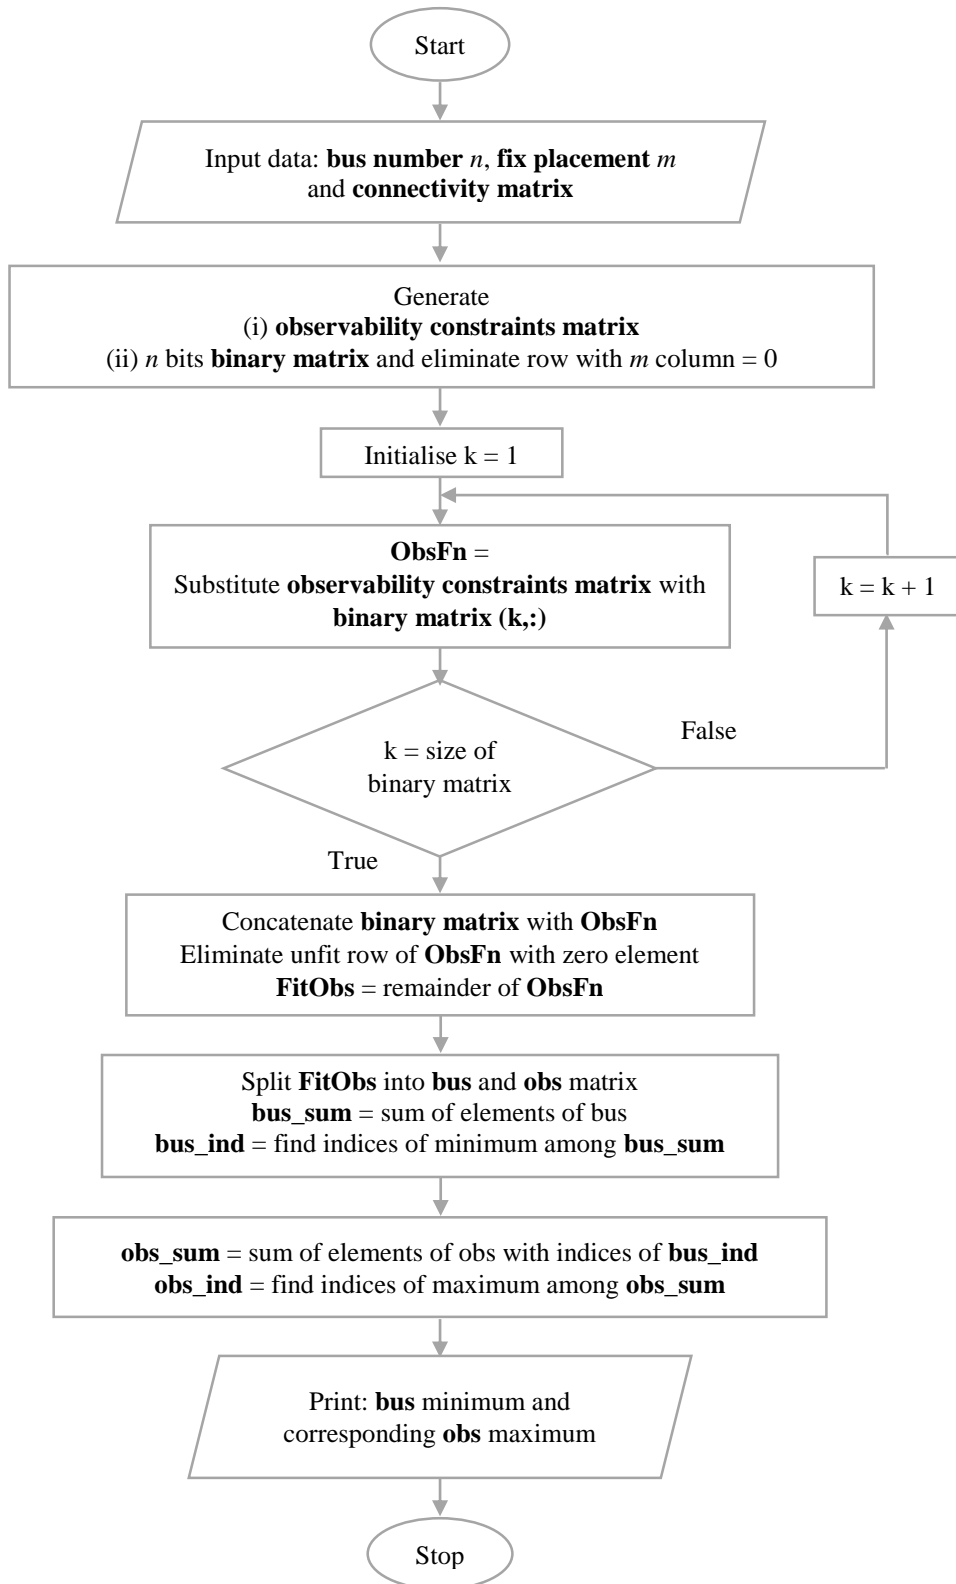 Start
Input data: bus number n, fix placement m
and connectivity matrix
Generate
(i) observability constraints matrix
(ii) n bits binary matrix and eliminate row with m column = 0
Initialise k = 1
ObsFn =
Substitute observability constraints matrix with
binary matrix (k,:)
k = k + 1
k = size of
binary matrix
False
True
Concatenate binary matrix with ObsFn
Eliminate unfit row of ObsFn with zero element
FitObs = remainder of ObsFn
Split FitObs into bus and obs matrix
bus_sum = sum of elements of bus
bus_ind = find indices of minimum among bus_sum
obs_sum = sum of elements of obs with indices of bus_ind
obs_ind = find indices of maximum among obs_sum
Print: bus minimum and
corresponding obs maximum
Stop